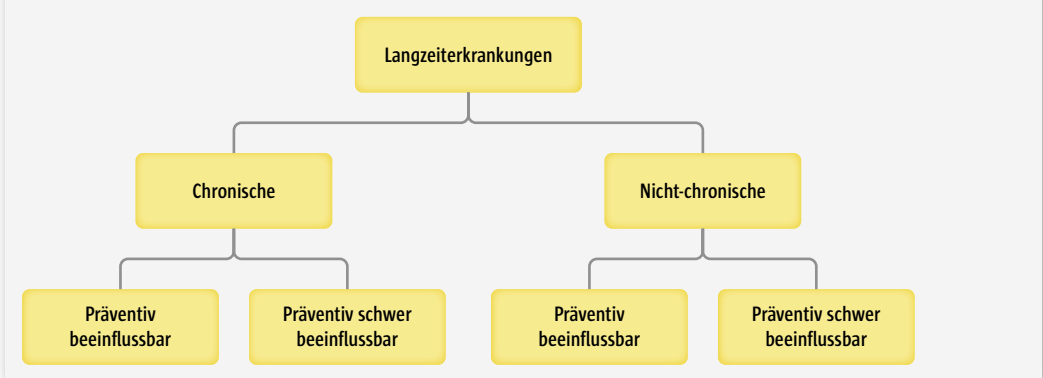 Langzeiterkrankungen
Chronische
Nicht-chronische
Präventiv
beeinflussbar
Präventiv schwer
beeinflussbar
Präventiv
beeinflussbar
Präventiv schwer
beeinflussbar